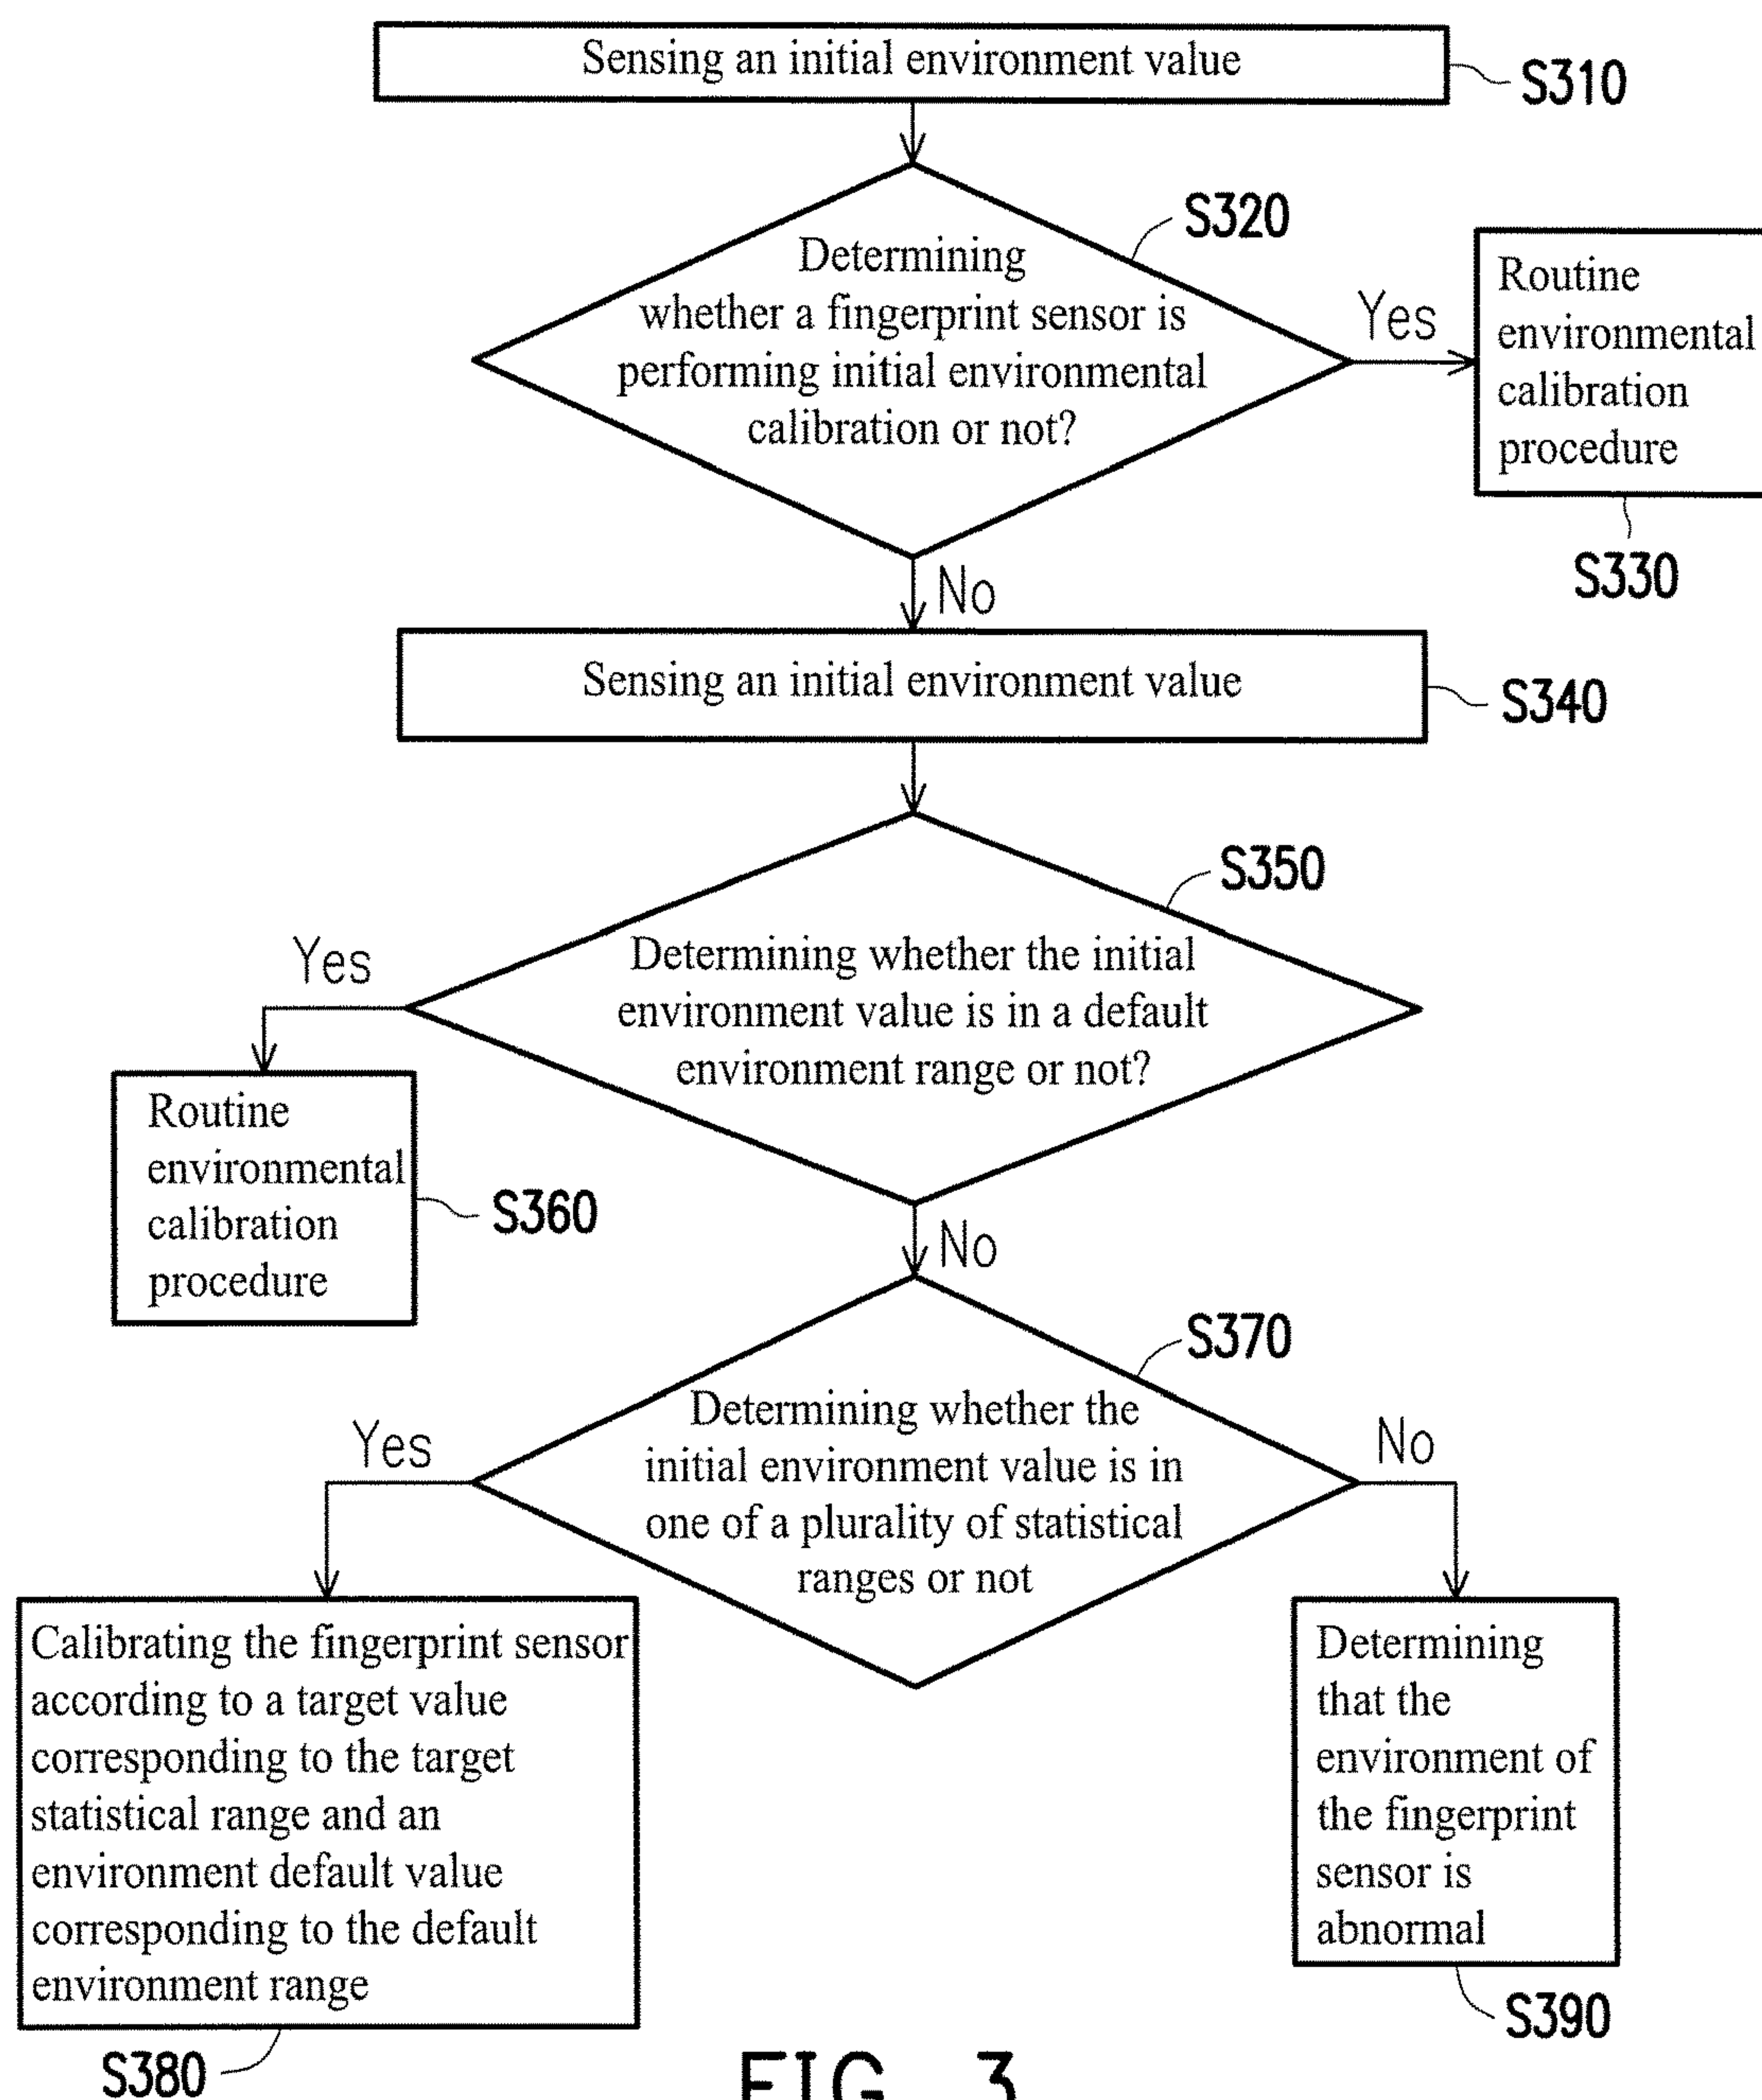 Sensing an initial environment value
S310
Determining
whether a fingerprint sensor is
performing initial environmental
calibration or not?
S320
Yes
Routine
environmental
calibration
procedure
S330
No
Sensing an initial environment value
S340
Determining whether the initial
environment value is in a default
environment range or not?
S350
Yes
Routine
environmental
calibration
procedure
S360
No
Determining whether the
initial environment value is in
one of a plurality of statistical
ranges or not
S370
Yes
Calibrating the fingerprint sensor
according to a target value
corresponding to the target
statistical range and an
environment default value
corresponding to the default
environment range
S380
No
Determining
that the
environment of
the fingerprint
sensor is
abnormal
S390
FIG. 3